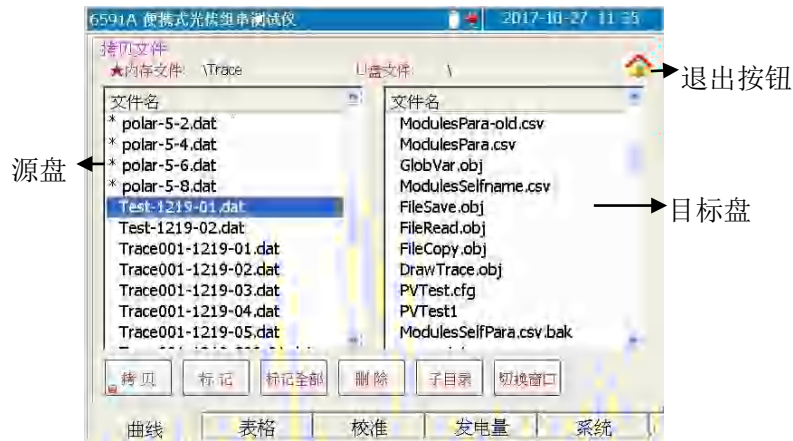 6591A 便携式光伏组串测试仪 2017-10-27 11 35
拷贝文件
★内存文件: \Trace U盘文件: \
退出按钮
文件名
* polar-5-2.dat
* polar-5-4.dat
* polar-5-6.dat
* polar-5-8.dat
Test-1219-01.dat
Test-1219-02.dat
Trace001-1219-01.dat
Trace001-1219-02.dat
Trace001-1219-03.dat
Trace001-1219-04.dat
Trace001-1219-05.dat
源盘
文件名
ModulesPara-old.csv
ModulesPara.csv
GlobVar.obj
ModulesSelfname.csv
FileSave.obj
FileRead.obj
FileCopy.obj
DrawTrace.obj
PVTest.cfg
PVTest1
ModulesSelfPara.csv.bak
目标盘
拷贝 标记 标记全部 删除 子目录 切换窗口
曲线 表格 校准 发电量 系统